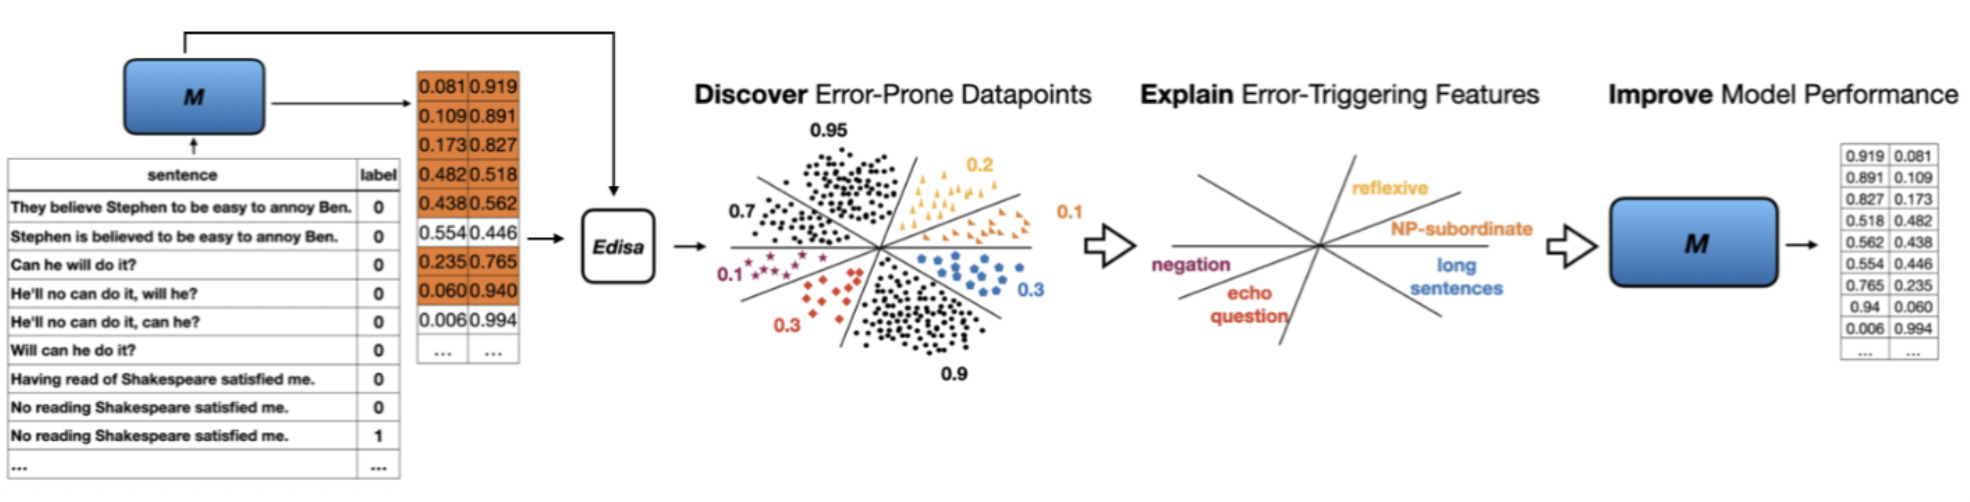 M
sentence label
They believe Stephen to be easy to annoy Ben. 0
Stephen is believed to be easy to annoy Ben. 0
Can he will do it? 0
He'll no can do it, will he? 0
He'll no can do it, can he? 0
Will can he do it? 0
Having read of Shakespeare satisfied me. 0
No reading Shakespeare satisfied me. 0
No reading Shakespeare satisfied me. 1
... ...
0.081 0.919
0.109 0.891
0.173 0.827
0.482 0.518
0.438 0.562
0.554 0.446
0.235 0.765
0.060 0.940
0.006 0.994
... ...
Edisa
Discover Error-Prone Datapoints
0.95
0.2
0.7
0.1
0.1
0.3
0.3
0.9
Explain Error-Triggering Features
reflexive
NP-subordinate
negation
long
sentences
echo
question
Improve Model Performance
M
0.919 0.081
0.891 0.109
0.827 0.173
0.518 0.482
0.562 0.438
0.554 0.446
0.765 0.235
0.94 0.060
0.006 0.994
... ...